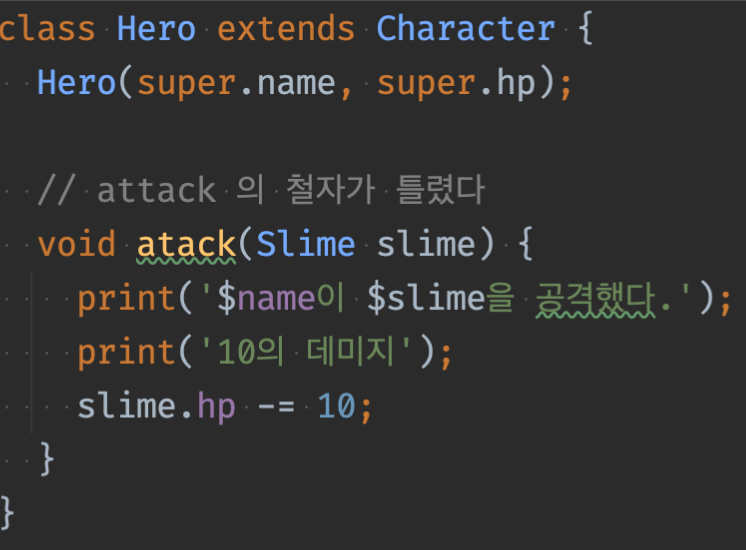 class Hero extends Character {
Hero(super.name, super.hp);
// attack 의 철자가 틀렸다
void atack(Slime slime) {
print('$name이 $slime을 공격했다.');
print('10의 데미지');
slime.hp -= 10;
}
}